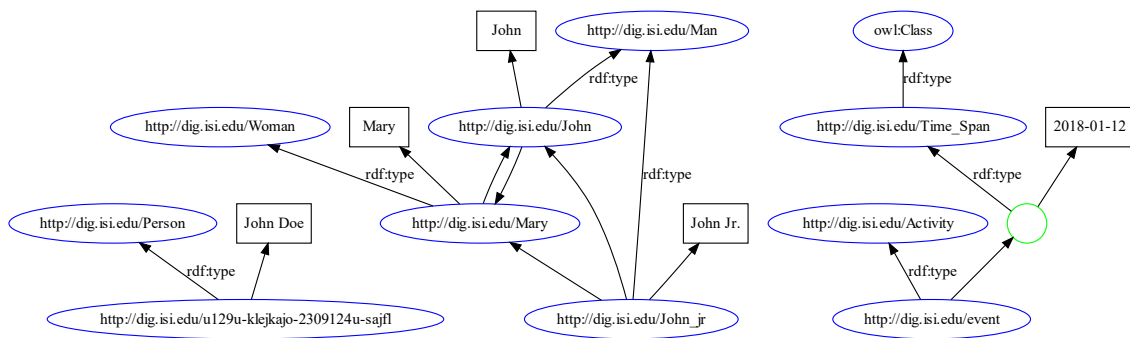 John
http://dig.isi.edu/Man
owl:Class
rdf:type
rdf:type
http://dig.isi.edu/Woman
Mary
http://dig.isi.edu/John
http://dig.isi.edu/Time_Span
2018-01-12
rdf:type
rdf:type
rdf:type
http://dig.isi.edu/Person
John Doe
http://dig.isi.edu/Mary
John Jr.
http://dig.isi.edu/Activity
rdf:type
rdf:type
http://dig.isi.edu/u129u-klejkajo-2309124u-sajfl
http://dig.isi.edu/John_jr
http://dig.isi.edu/event